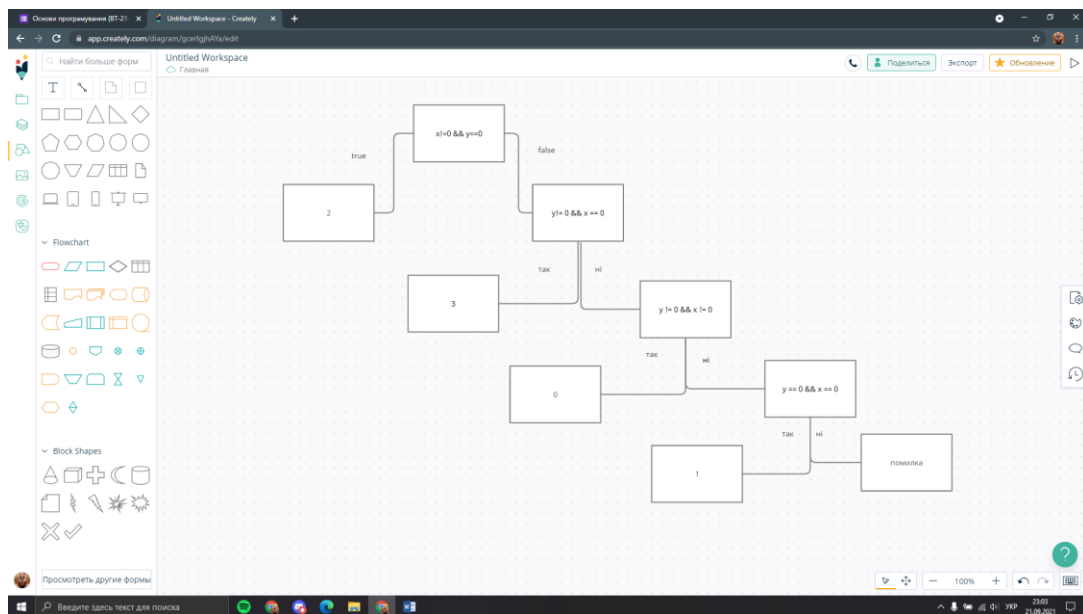 Основи програмування (ВТ-21-
Untitled Workspace - Creately
app.creately.com/diagram/gcerIgjhAYa/edit
Найти больше форм
Untitled Workspace
Главная
Поделиться
Экспорт
Обновление
T
x!=0 && y==0
true
false
2
y!= 0 && x == 0
Flowchart
так
ні
3
y != 0 && x != 0
так
ні
0
y == 0 && x == 0
так
ні
Block Shapes
1
помилка
Просмотреть другие формы
100%
?
Введите здесь текст для поиска
УКР
23:03
21.09.2021